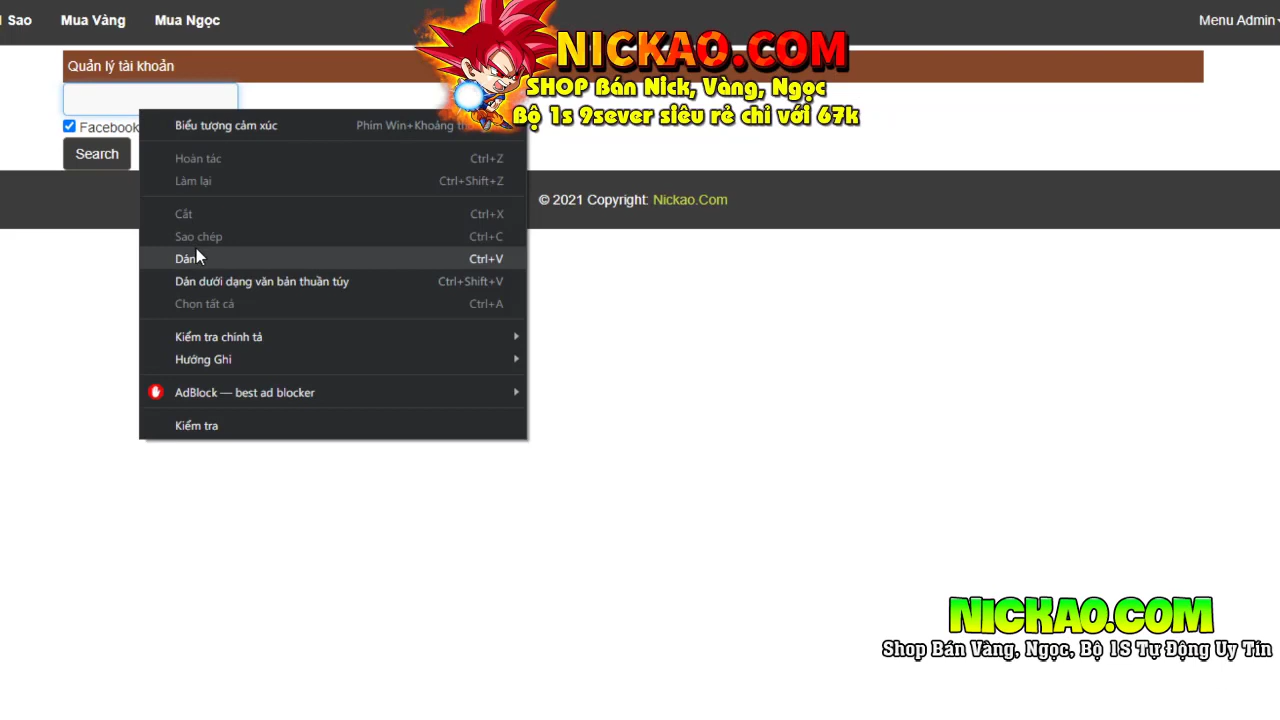 Sao Mua Vàng Mua Ngọc Menu Admin
NICKAO.COM
SHOP Bán Nick, Vàng, Ngọc
Bộ 1s 9sever siêu rẻ chỉ với 67k
Quản lý tài khoản
Facebook
Search
Biểu tượng cảm xúc Phím Win+Khoảng
Hoàn tác Ctrl+Z
Làm lại Ctrl+Shift+Z
Cắt Ctrl+X
Sao chép Ctrl+C
Dán Ctrl+V
Dán dưới dạng văn bản thuần túy Ctrl+Shift+V
Chọn tất cả Ctrl+A
Kiểm tra chính tả
Hướng Ghi
AdBlock — best ad blocker
Kiểm tra
© 2021 Copyright: Nickao.Com
NICKAO.COM
Shop Bán Vàng, Ngọc, Bộ 1S Tự Động Uy Tín